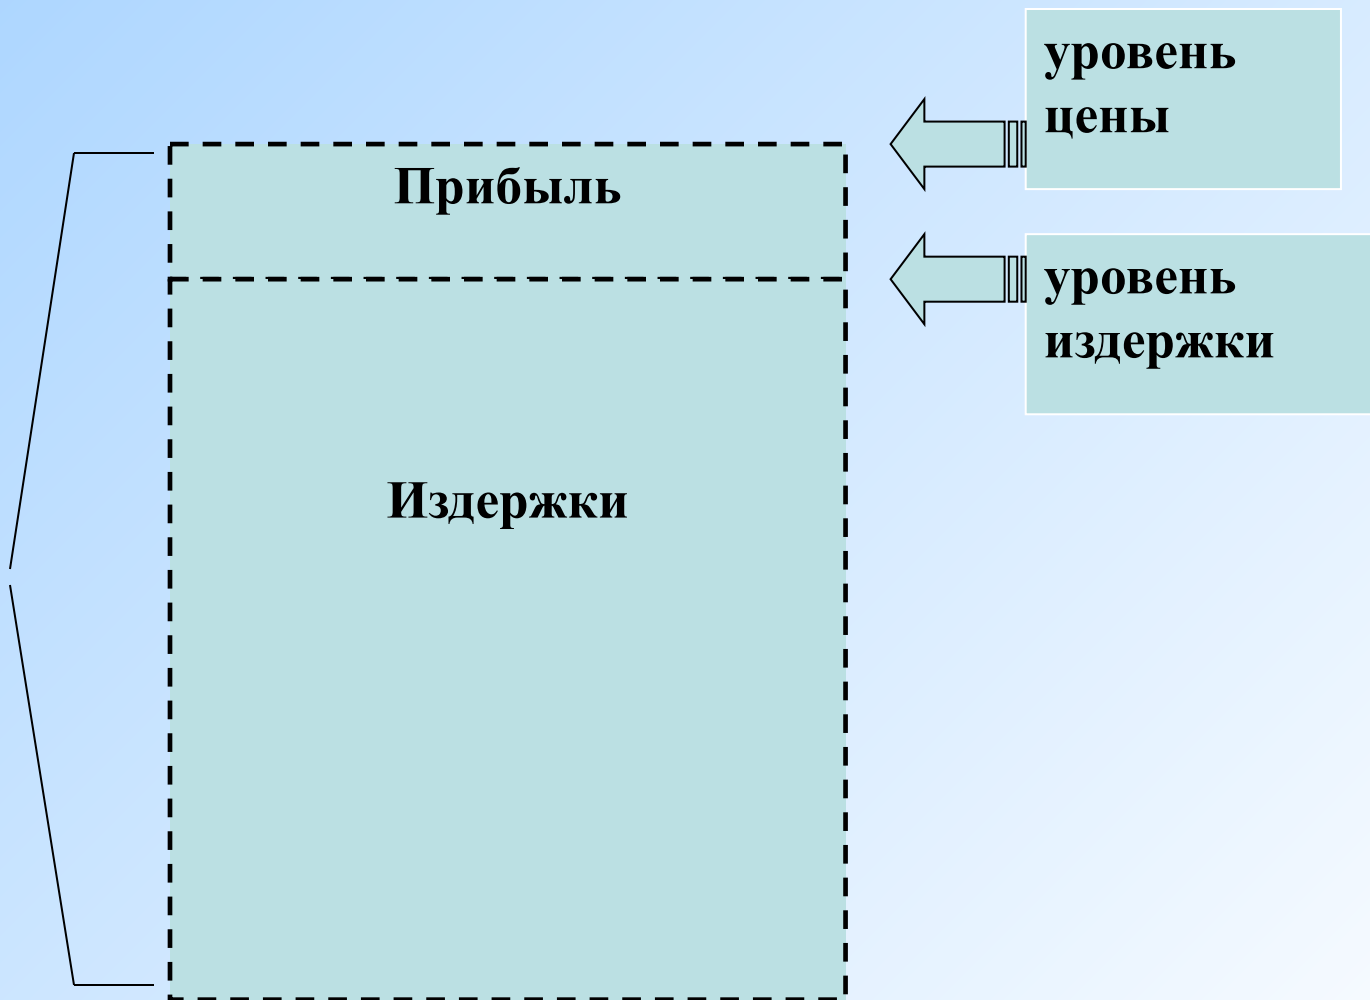 уровень
цены
Прибыль
уровень
издержки
Издержки